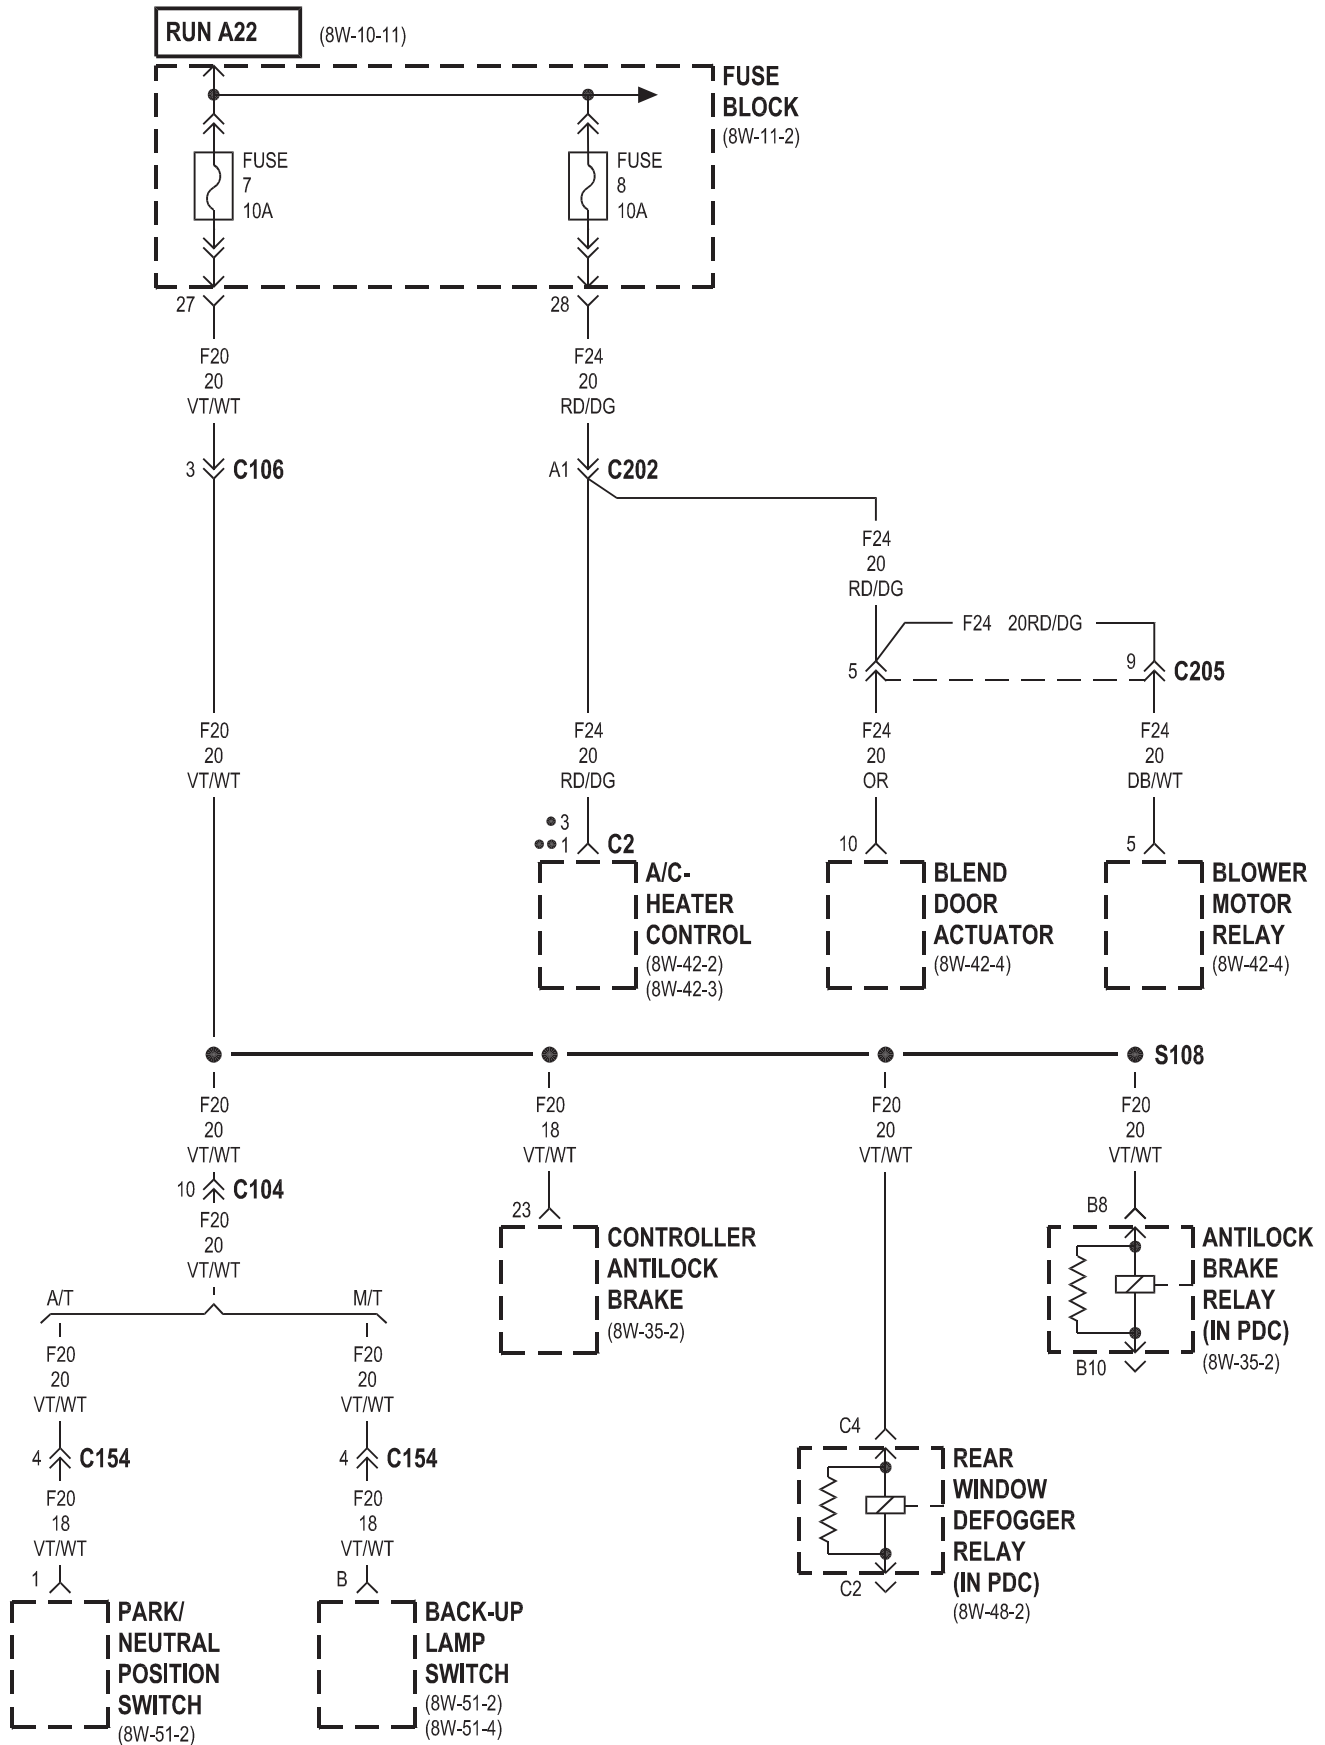 RUN A22
(8W-10-11)
FUSE
BLOCK
(8W-11-2)
FUSE
7
10A
FUSE
8
10A
27
28
F20
20
VT/WT
F24
20
RD/DG
3
C106
A1
C202
F24
20
RD/DG
F24 20RD/DG
5
9
C205
F20
20
VT/WT
F24
20
RD/DG
F24
20
OR
F24
20
DB/WT
3
1
C2
10
5
A/C-
HEATER
CONTROL
(8W-42-2)
(8W-42-3)
BLEND
DOOR
ACTUATOR
(8W-42-4)
BLOWER
MOTOR
RELAY
(8W-42-4)
S108
F20
20
VT/WT
F20
18
VT/WT
F20
20
VT/WT
F20
20
VT/WT
10
C104
F20
20
VT/WT
23
CONTROLLER
ANTILOCK
BRAKE
(8W-35-2)
B8
ANTILOCK
BRAKE
RELAY
(IN PDC)
(8W-35-2)
B10
A/T
M/T
F20
20
VT/WT
F20
20
VT/WT
4
C154
4
C154
F20
18
VT/WT
F20
18
VT/WT
C4
REAR
WINDOW
DEFOGGER
RELAY
(IN PDC)
(8W-48-2)
C2
1
PARK/
NEUTRAL
POSITION
SWITCH
(8W-51-2)
B
BACK-UP
LAMP
SWITCH
(8W-51-2)
(8W-51-4)